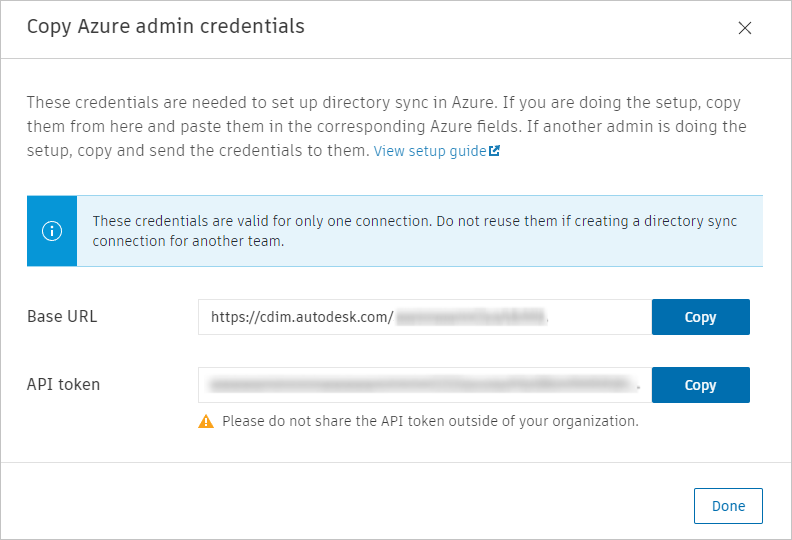 Copy Azure admin credentials
These credentials are needed to set up directory sync in Azure. If you are doing the setup, copy
them from here and paste them in the corresponding Azure fields. If another admin is doing the
setup, copy and send the credentials to them. View setup guide
These credentials are valid for only one connection. Do not reuse them if creating a directory sync
connection for another team.
Base URL https://cdim.autodesk.com/ Copy
API token Copy
Please do not share the API token outside of your organization.
Done